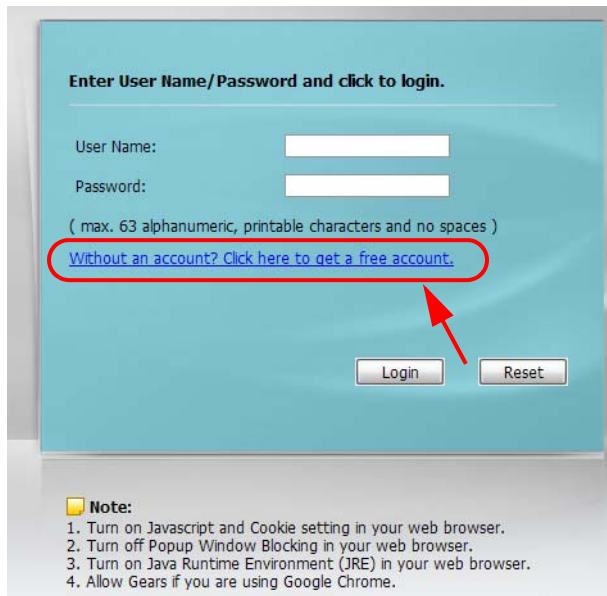 Enter User Name/Password and click to login.
User Name:
Password:
( max. 63 alphanumeric, printable characters and no spaces )
Without an account? Click here to get a free account.
Login Reset
Note:
1. Turn on Javascript and Cookie setting in your web browser.
2. Turn off Popup Window Blocking in your web browser.
3. Turn on Java Runtime Environment (JRE) in your web browser.
4. Allow Gears if you are using Google Chrome.